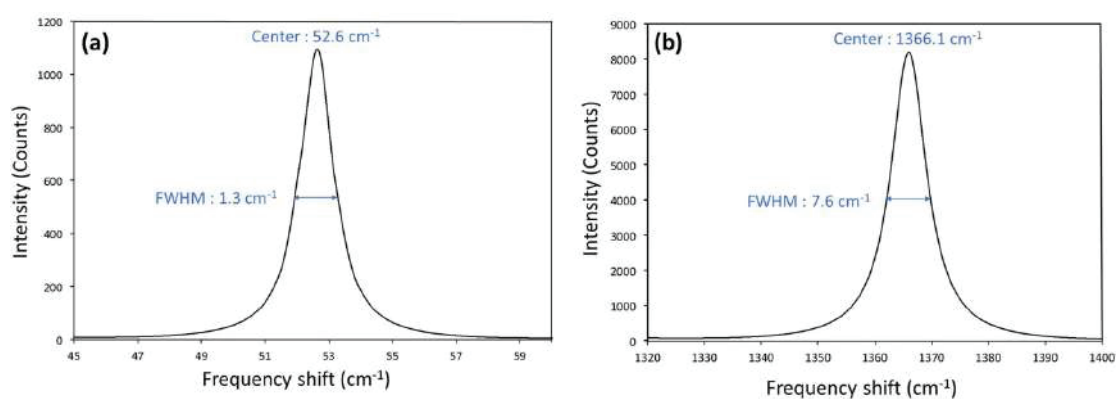 (a)
Center : 52.6 cm⁻¹
FWHM : 1.3 cm⁻¹
Intensity (Counts)
1200
1000
800
600
400
200
0
45 47 49 51 53 55 57 59
Frequency shift (cm⁻¹)
(b)
Center : 1366.1 cm⁻¹
FWHM : 7.6 cm⁻¹
Intensity (Counts)
9000
8000
7000
6000
5000
4000
3000
2000
1000
0
1320 1330 1340 1350 1360 1370 1380 1390 1400
Frequency shift (cm⁻¹)